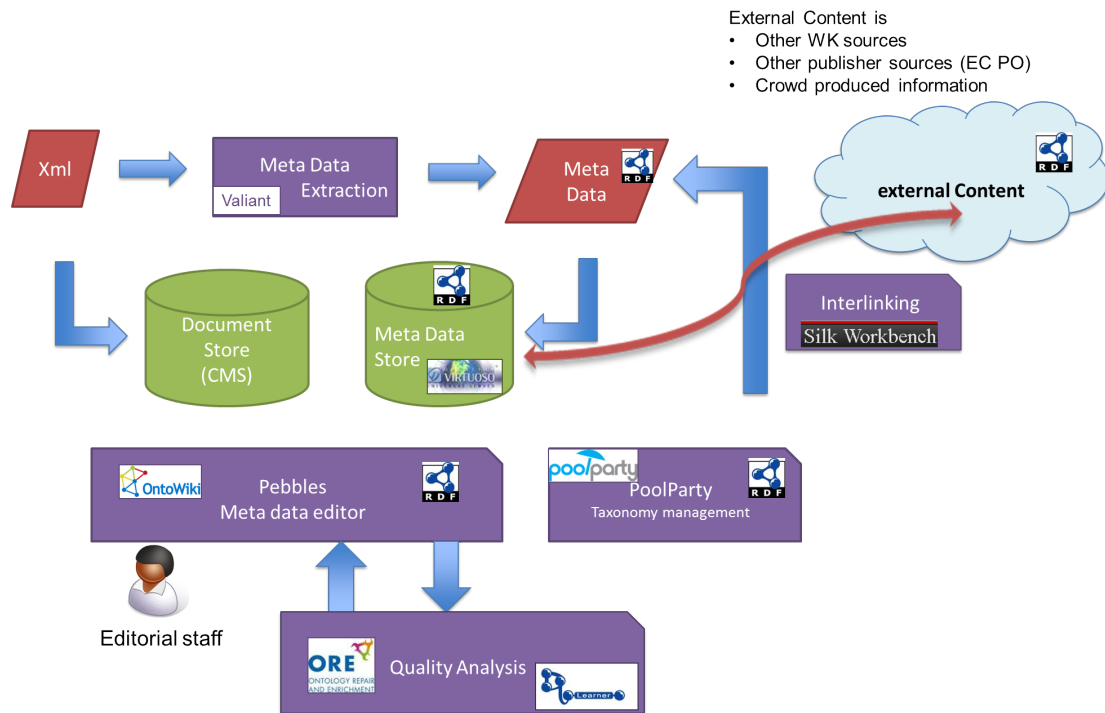 External Content is
• Other WK sources
• Other publisher sources (EC PO)
• Crowd produced information
Xml
Meta Data
Extraction
Valiant
Meta
Data
RDF
RDF
external Content
Document
Store
(CMS)
RDF
Meta Data
Store
VIRTUOSO
Interlinking
Silk Workbench
OntoWiki
Pebbles
Meta data editor
RDF
poolparty
PoolParty
Taxonomy management
RDF
Editorial staff
ORE
ONTOLOGY REPAIR
AND ENRICHMENT
Quality Analysis
Learner